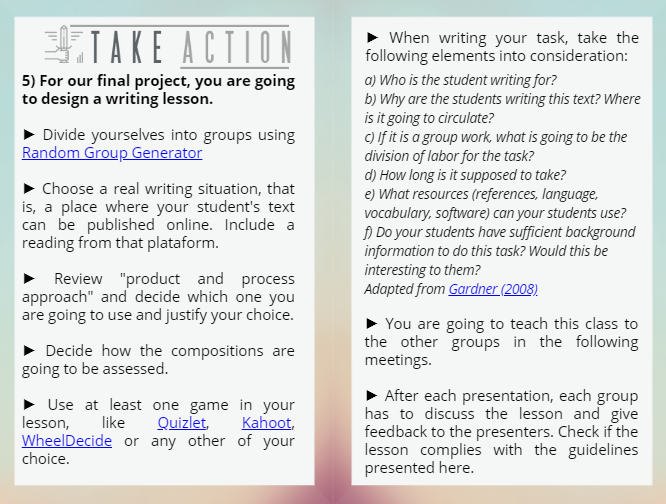 TAKE ACTION
5) For our final project, you are going
to design a writing lesson.
► Divide yourselves into groups using
Random Group Generator
► Choose a real writing situation, that
is, a place where your student's text
can be published online. Include a
reading from that plataform.
► Review "product and process
approach" and decide which one you
are going to use and justify your choice.
► Decide how the compositions are
going to be assessed.
► Use at least one game in your
lesson, like Quizlet, Kahoot,
WheelDecide or any other of your
choice.
► When writing your task, take the
following elements into consideration:
a) Who is the student writing for?
b) Why are the students writing this text? Where
is it going to circulate?
c) If it is a group work, what is going to be the
division of labor for the task?
d) How long is it supposed to take?
e) What resources (references, language,
vocabulary, software) can your students use?
f) Do your students have sufficient background
information to do this task? Would this be
interesting to them?
Adapted from Gardner (2008)
► You are going to teach this class to
the other groups in the following
meetings.
► After each presentation, each group
has to discuss the lesson and give
feedback to the presenters. Check if the
lesson complies with the guidelines
presented here.